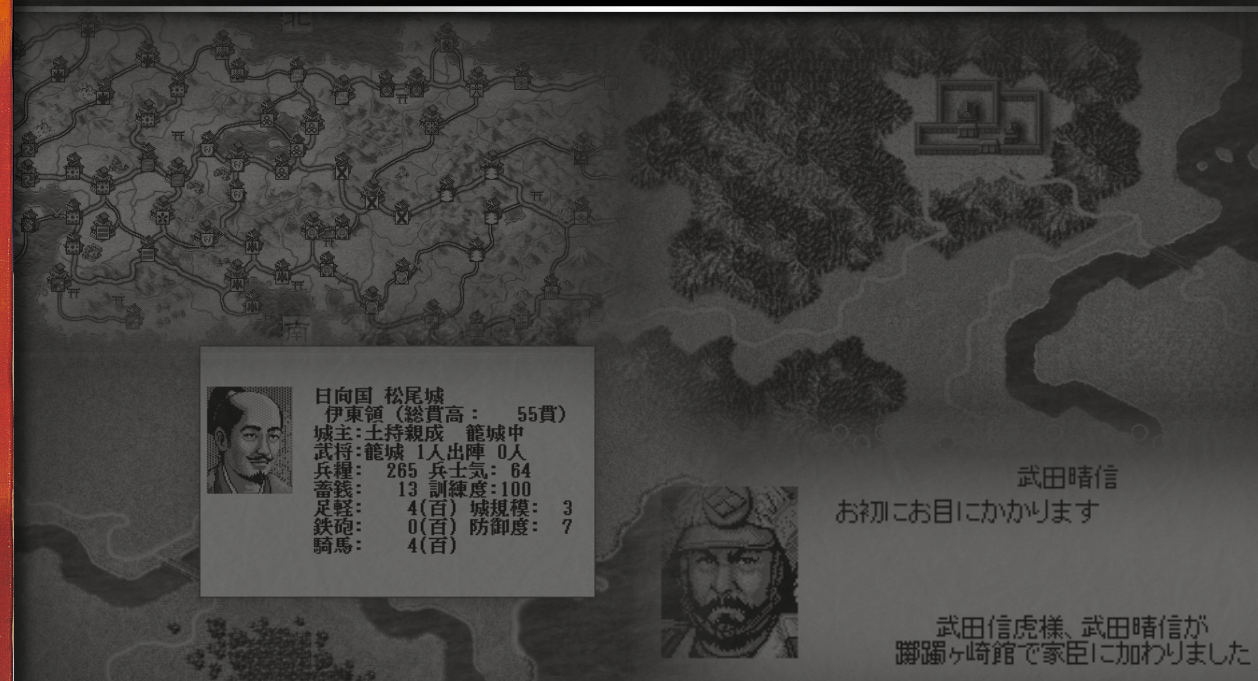 北
南
日向国 松尾城
伊東領 (総貫高: 55貫)
城主:土持親成 籠城中
武将:籠城 1人出陣 0人
兵糧: 265 兵士気: 64
蓄銭: 13 訓練度:100
足軽: 4(百) 城規模: 3
鉄砲: 0(百) 防御度: 7
騎馬: 4(百)
武田晴信
お初にお目にかかります
武田信虎様、武田晴信が
躑躅ヶ崎館で家臣に加わりました